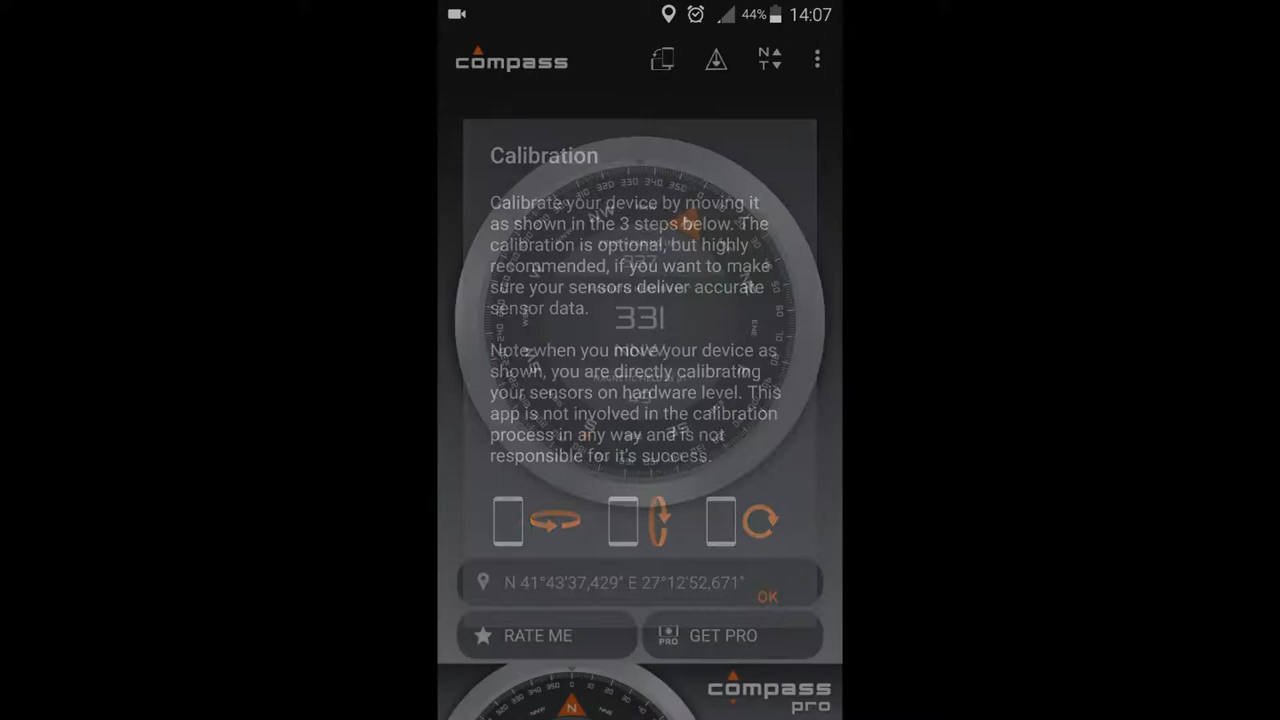 44% 14:07
compass
N
T
Calibration
Calibrate your device by moving it
as shown in the 3 steps below. The
calibration is optional, but highly
recommended, if you want to make
sure your sensors deliver accurate
sensor data.
331
NNW
Note when you move your device as
shown, you are directly calibrating
your sensors on hardware level. This
app is not involved in the calibration
process in any way and is not
responsible for it's success.
N 41°43'37,429" E 27°12'52,671"
OK
RATE ME
PRO GET PRO
compass
pro
N